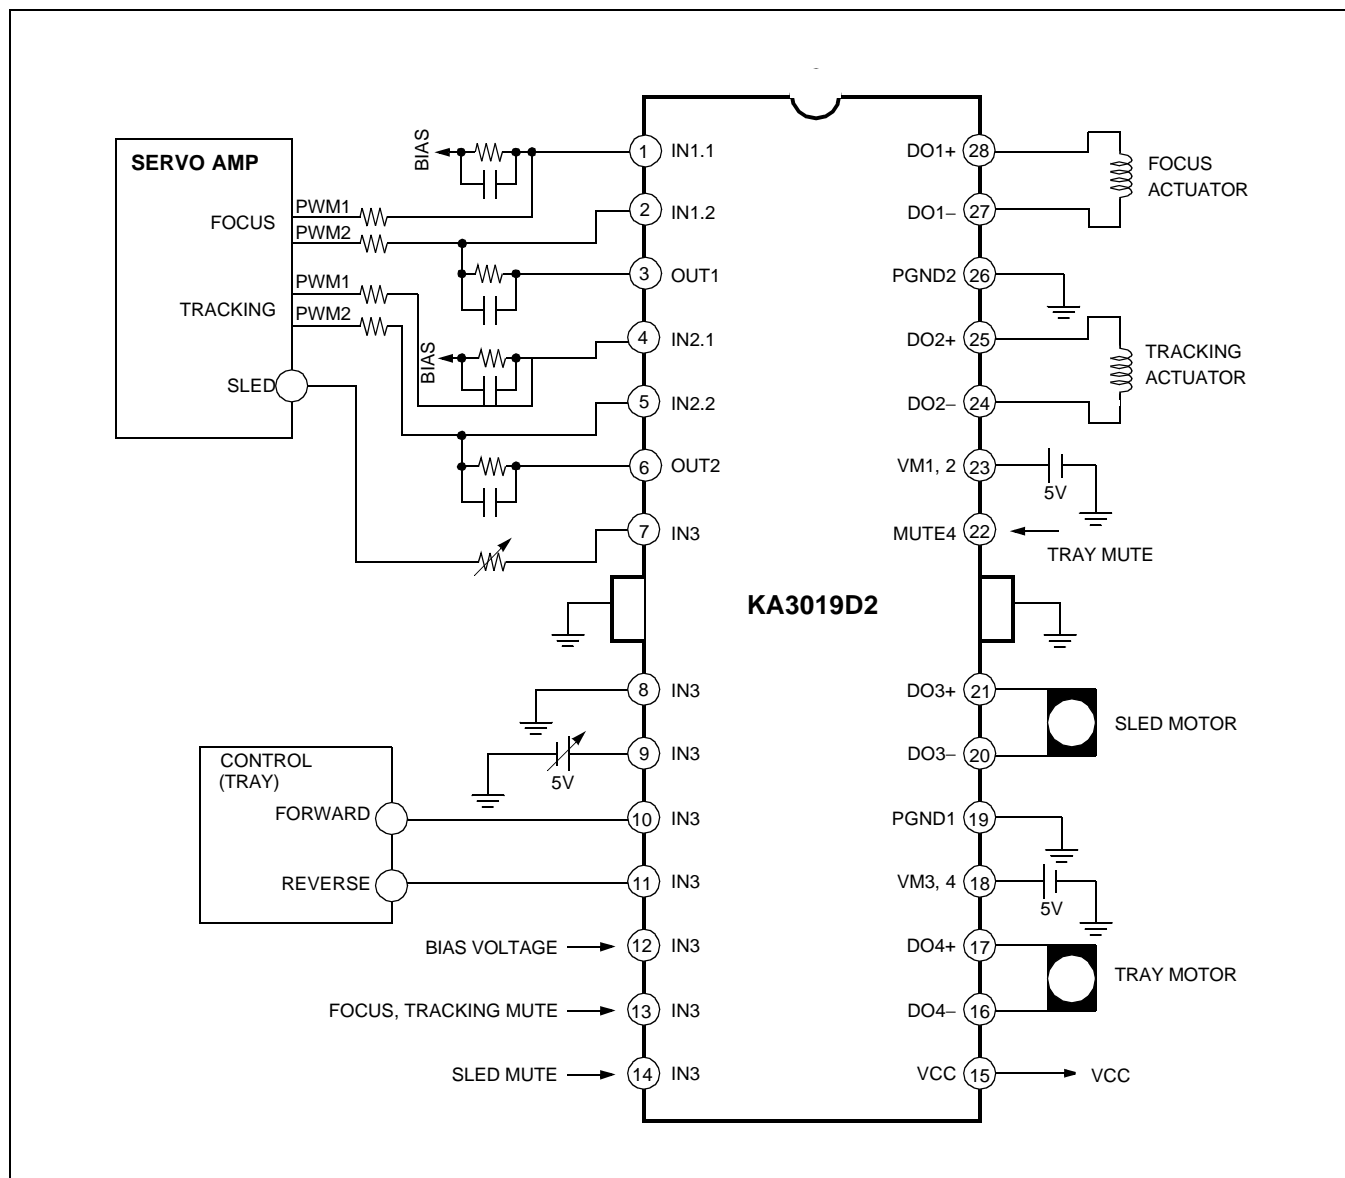 BIAS
SERVO AMP
1 IN1.1
DO1+ 28
FOCUS
ACTUATOR
PWM1
FOCUS
2 IN1.2
DO1− 27
PWM2
3 OUT1
PGND2 26
PWM1
TRACKING
PWM2
BIAS
4 IN2.1
DO2+ 25
TRACKING
ACTUATOR
SLED
5 IN2.2
DO2− 24
6 OUT2
VM1, 2 23
5V
7 IN3
MUTE4 22
TRAY MUTE
KA3019D2
8 IN3
DO3+ 21
SLED MOTOR
CONTROL
(TRAY)
9 IN3
5V
DO3− 20
FORWARD
10 IN3
PGND1 19
REVERSE
11 IN3
VM3, 4 18
5V
BIAS VOLTAGE
12 IN3
DO4+ 17
TRAY MOTOR
FOCUS, TRACKING MUTE
13 IN3
DO4− 16
SLED MUTE
14 IN3
VCC 15
VCC